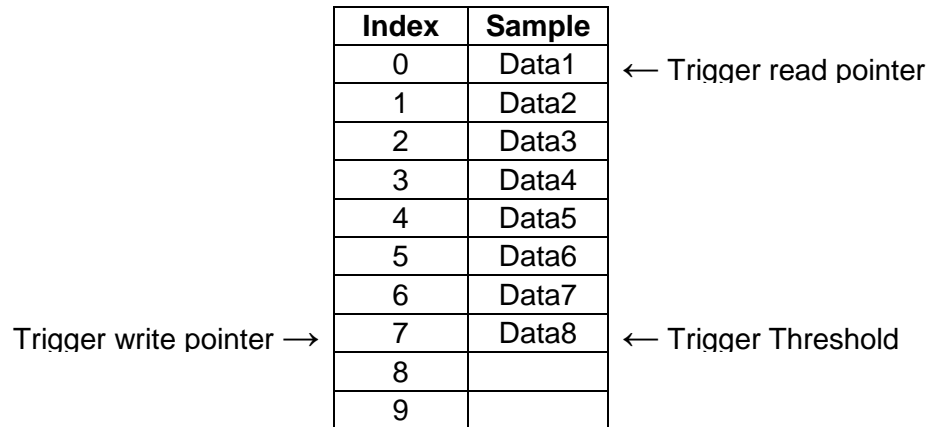 Index Sample
0 Data1 ← Trigger read pointer
1 Data2
2 Data3
3 Data4
4 Data5
5 Data6
6 Data7
Trigger write pointer → 7 Data8 ← Trigger Threshold
8
9